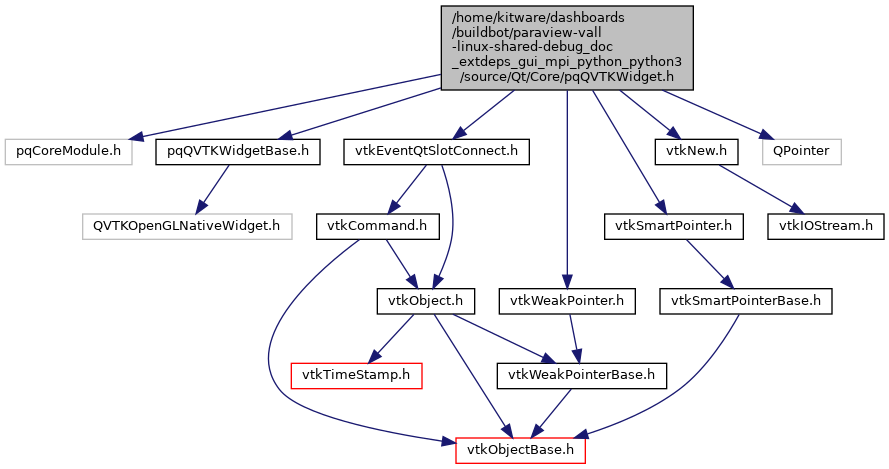 /home/kitware/dashboards
/buildbot/paraview-vall
-linux-shared-debug_doc
_extdeps_gui_mpi_python_python3
/source/Qt/Core/pqQVTKWidget.h
pqCoreModule.h
pqQVTKWidgetBase.h
vtkEventQtSlotConnect.h
vtkNew.h
QPointer
QVTKOpenGLNativeWidget.h
vtkCommand.h
vtkSmartPointer.h
vtkIOStream.h
vtkObject.h
vtkWeakPointer.h
vtkSmartPointerBase.h
vtkTimeStamp.h
vtkWeakPointerBase.h
vtkObjectBase.h